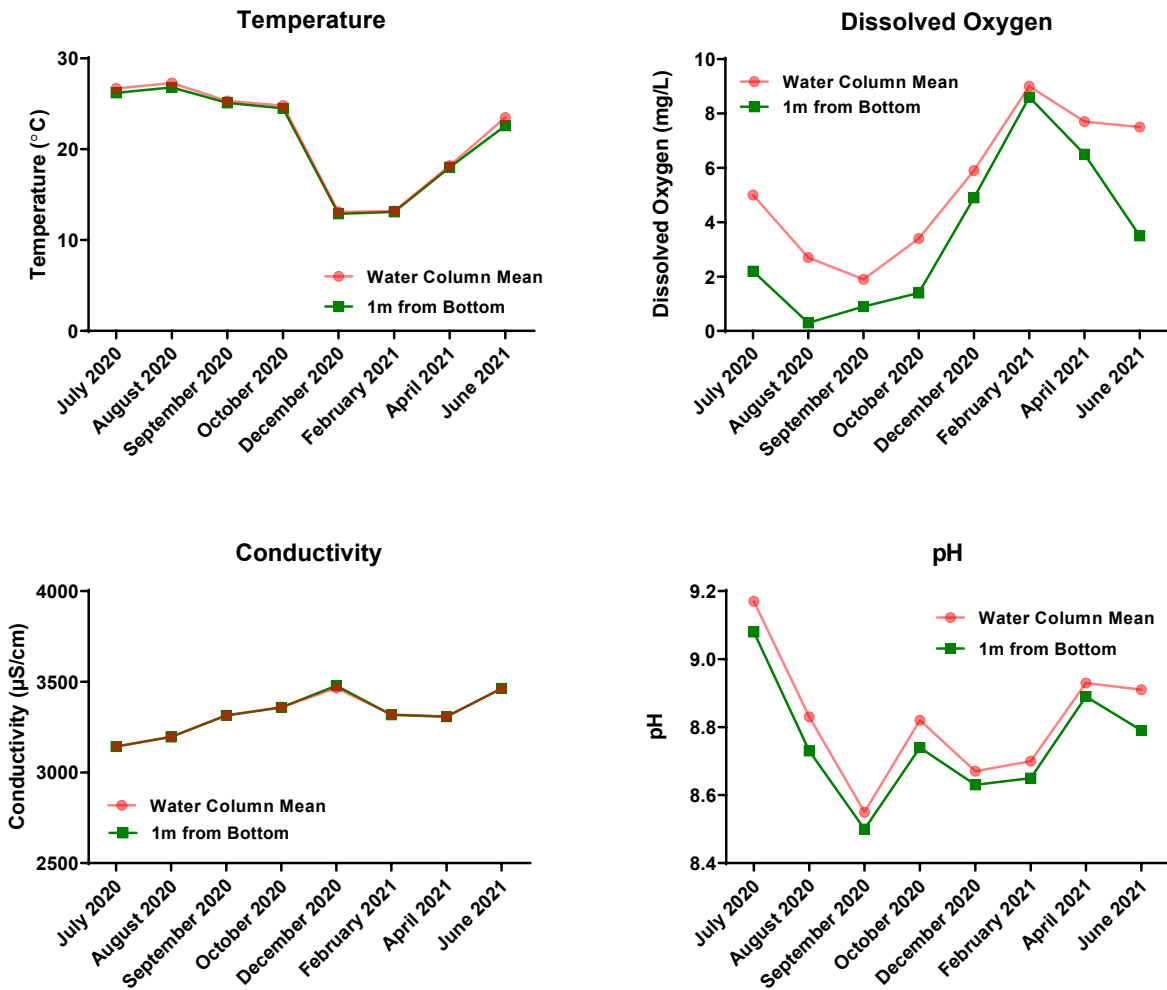 Temperature
Temperature (°C)
30
20
10
0
Water Column Mean
1m from Bottom
July 2020
August 2020
September 2020
October 2020
December 2020
February 2021
April 2021
June 2021
Dissolved Oxygen
Dissolved Oxygen (mg/L)
10
8
6
4
2
0
Water Column Mean
1m from Bottom
July 2020
August 2020
September 2020
October 2020
December 2020
February 2021
April 2021
June 2021
Conductivity
Conductivity (µS/cm)
4000
3500
3000
2500
Water Column Mean
1m from Bottom
July 2020
August 2020
September 2020
October 2020
December 2020
February 2021
April 2021
June 2021
pH
pH
9.2
9.0
8.8
8.6
8.4
Water Column Mean
1m from Bottom
July 2020
August 2020
September 2020
October 2020
December 2020
February 2021
April 2021
June 2021